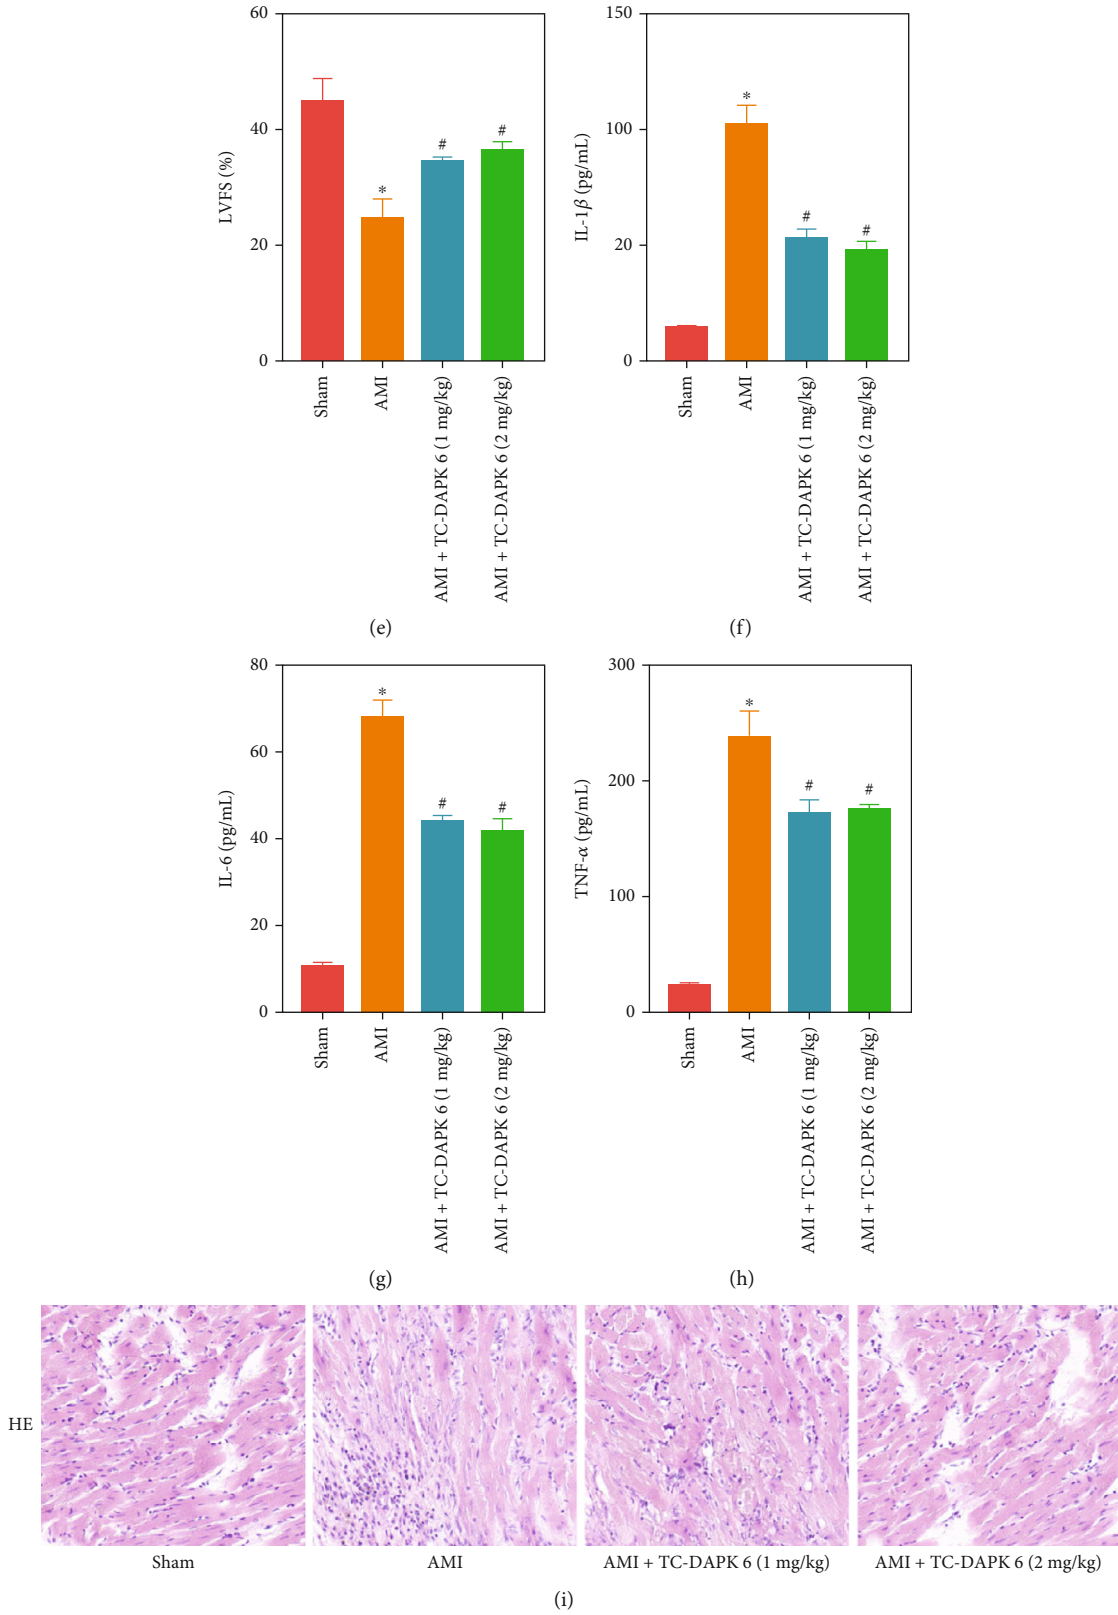 60
40
20
0
LVFS (%)
*
#
#
Sham
AMI
AMI + TC-DAPK 6 (1 mg/kg)
AMI + TC-DAPK 6 (2 mg/kg)
(e)
150
100
20
0
IL-1β (pg/mL)
*
#
#
Sham
AMI
AMI + TC-DAPK 6 (1 mg/kg)
AMI + TC-DAPK 6 (2 mg/kg)
(f)
80
60
40
20
0
IL-6 (pg/mL)
*
#
#
Sham
AMI
AMI + TC-DAPK 6 (1 mg/kg)
AMI + TC-DAPK 6 (2 mg/kg)
(g)
300
200
100
0
TNF-α (pg/mL)
*
#
#
Sham
AMI
AMI + TC-DAPK 6 (1 mg/kg)
AMI + TC-DAPK 6 (2 mg/kg)
(h)
HE
Sham
AMI
AMI + TC-DAPK 6 (1 mg/kg)
AMI + TC-DAPK 6 (2 mg/kg)
(i)